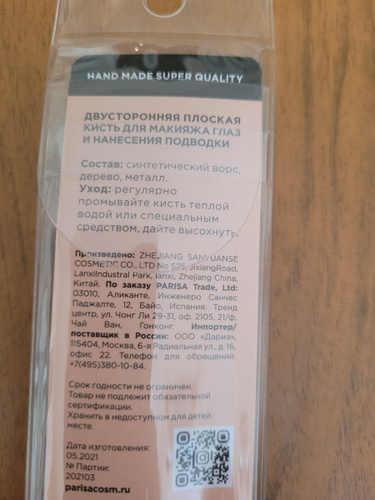 HAND MADE SUPER QUALITY
ДВУСТОРОННЯЯ ПЛОСКАЯ
КИСТЬ ДЛЯ МАКИЯЖА ГЛАЗ
И НАНЕСЕНИЯ ПОДВОДКИ
Состав: синтетический ворс,
дерево, металл.
Уход: регулярно
промывайте кисть теплой
водой или специальным
средством, дайте высохнуть.
Произведено: ZHEJIANG SANYUANSE
COSMETIC CO., LTD No 525, JixiangRoad,
LanxiIndustral Park, lanxi, Zhejiang China,
Китай. По заказу PARISA Trade, Ltd:
03010, Аликанте, Инженеро Санчес
Паджалте, 12, Байо, Испания. Тренд
центр, ул. Чонг Ли 29-31, оф. 2105, 21/ф,
Чай Ван, Гонконг. Импортер/
поставщик в России: ООО «Дария»,
115404, Москва, 6-я Радиальная ул., д. 16,
офис 22. Телефон для обращений:
+7(495)380-10-84.
Срок годности не ограничен.
Товар не подлежит обязательной
сертификации.
Хранить в недоступном для детей
месте.
Дата изготовления:
05.2021
№ Партии:
202103
parisacosm.ru